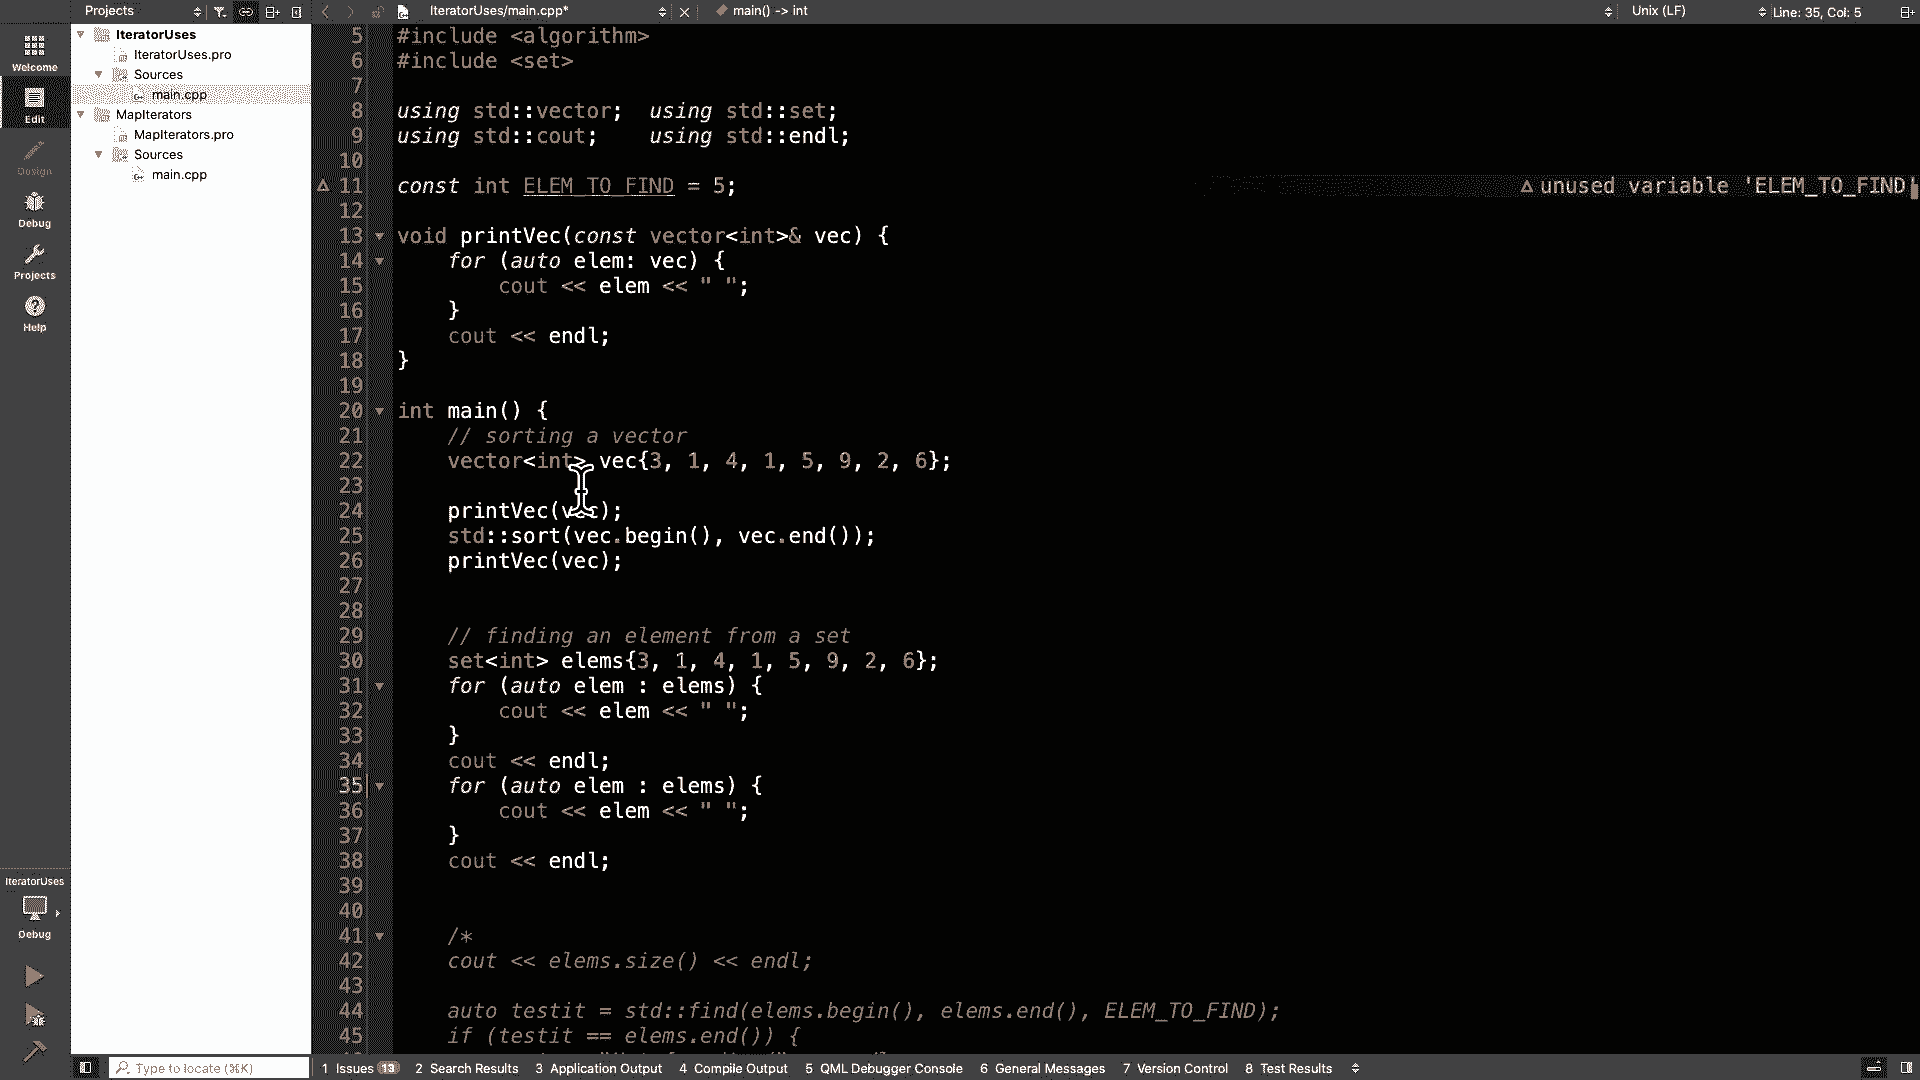 Projects
IteratorUses/main.cpp*
main() -> int
Unix (LF)
Line: 35, Col: 5
Welcome
Edit
Design
Debug
Projects
Help
IteratorUses
Debug
IteratorUses
IteratorUses.pro
Sources
main.cpp
MapIterators
MapIterators.pro
Sources
main.cpp
5 #include <algorithm>
6 #include <set>
7
8 using std::vector;  using std::set;
9 using std::cout;    using std::endl;
10
11 const int ELEM_TO_FIND = 5; unused variable 'ELEM_TO_FIND'
12
13 void printVec(const vector<int>& vec) {
14     for (auto elem: vec) {
15         cout << elem << " ";
16     }
17     cout << endl;
18 }
19
20 int main() {
21     // sorting a vector
22     vector<int> vec{3, 1, 4, 1, 5, 9, 2, 6};
23
24     printVec(vec);
25     std::sort(vec.begin(), vec.end());
26     printVec(vec);
27
28
29     // finding an element from a set
30     set<int> elems{3, 1, 4, 1, 5, 9, 2, 6};
31     for (auto elem : elems) {
32         cout << elem << " ";
33     }
34     cout << endl;
35     for (auto elem : elems) {
36         cout << elem << " ";
37     }
38     cout << endl;
39
40
41     /*
42     cout << elems.size() << endl;
43
44     auto testit = std::find(elems.begin(), elems.end(), ELEM_TO_FIND);
45     if (testit == elems.end()) {
Type to locate (⌘K)
1 Issues 13
2 Search Results
3 Application Output
4 Compile Output
5 QML Debugger Console
6 General Messages
7 Version Control
8 Test Results